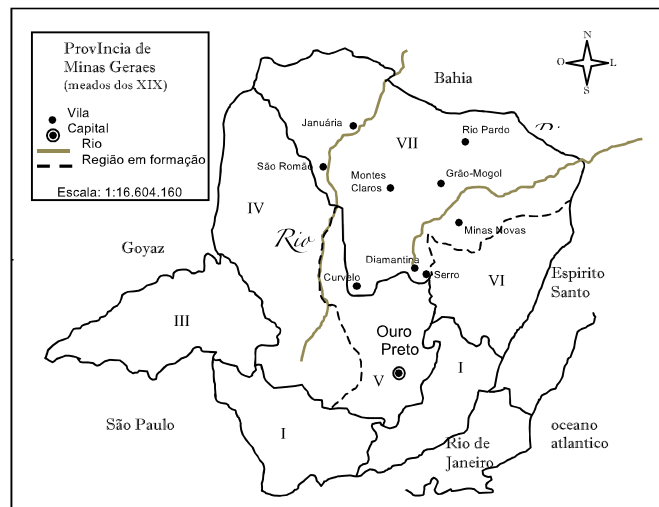 ProvIncia de
Minas Geraes
(meados dos XIX)
Vila
Capital
Rio
Região em formação
Escala: 1:16.604.160
N
O
L
S
Bahia
Januária
Rio Pardo
VII
São Romão
Montes
Claros
Grão-Mogol
IV
Rio
Minas Novas
Goyaz
Diamantina
Serro
Curvelo
VI
Espirito
Santo
III
Ouro
Preto
V
I
São Paulo
I
Rio de
Janeiro
oceano
atlantico